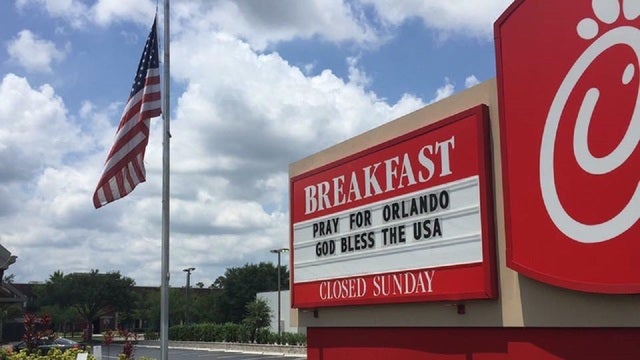 BREAKFAST
PRAY FOR ORLANDO
GOD BLESS THE USA
CLOSED SUNDAY